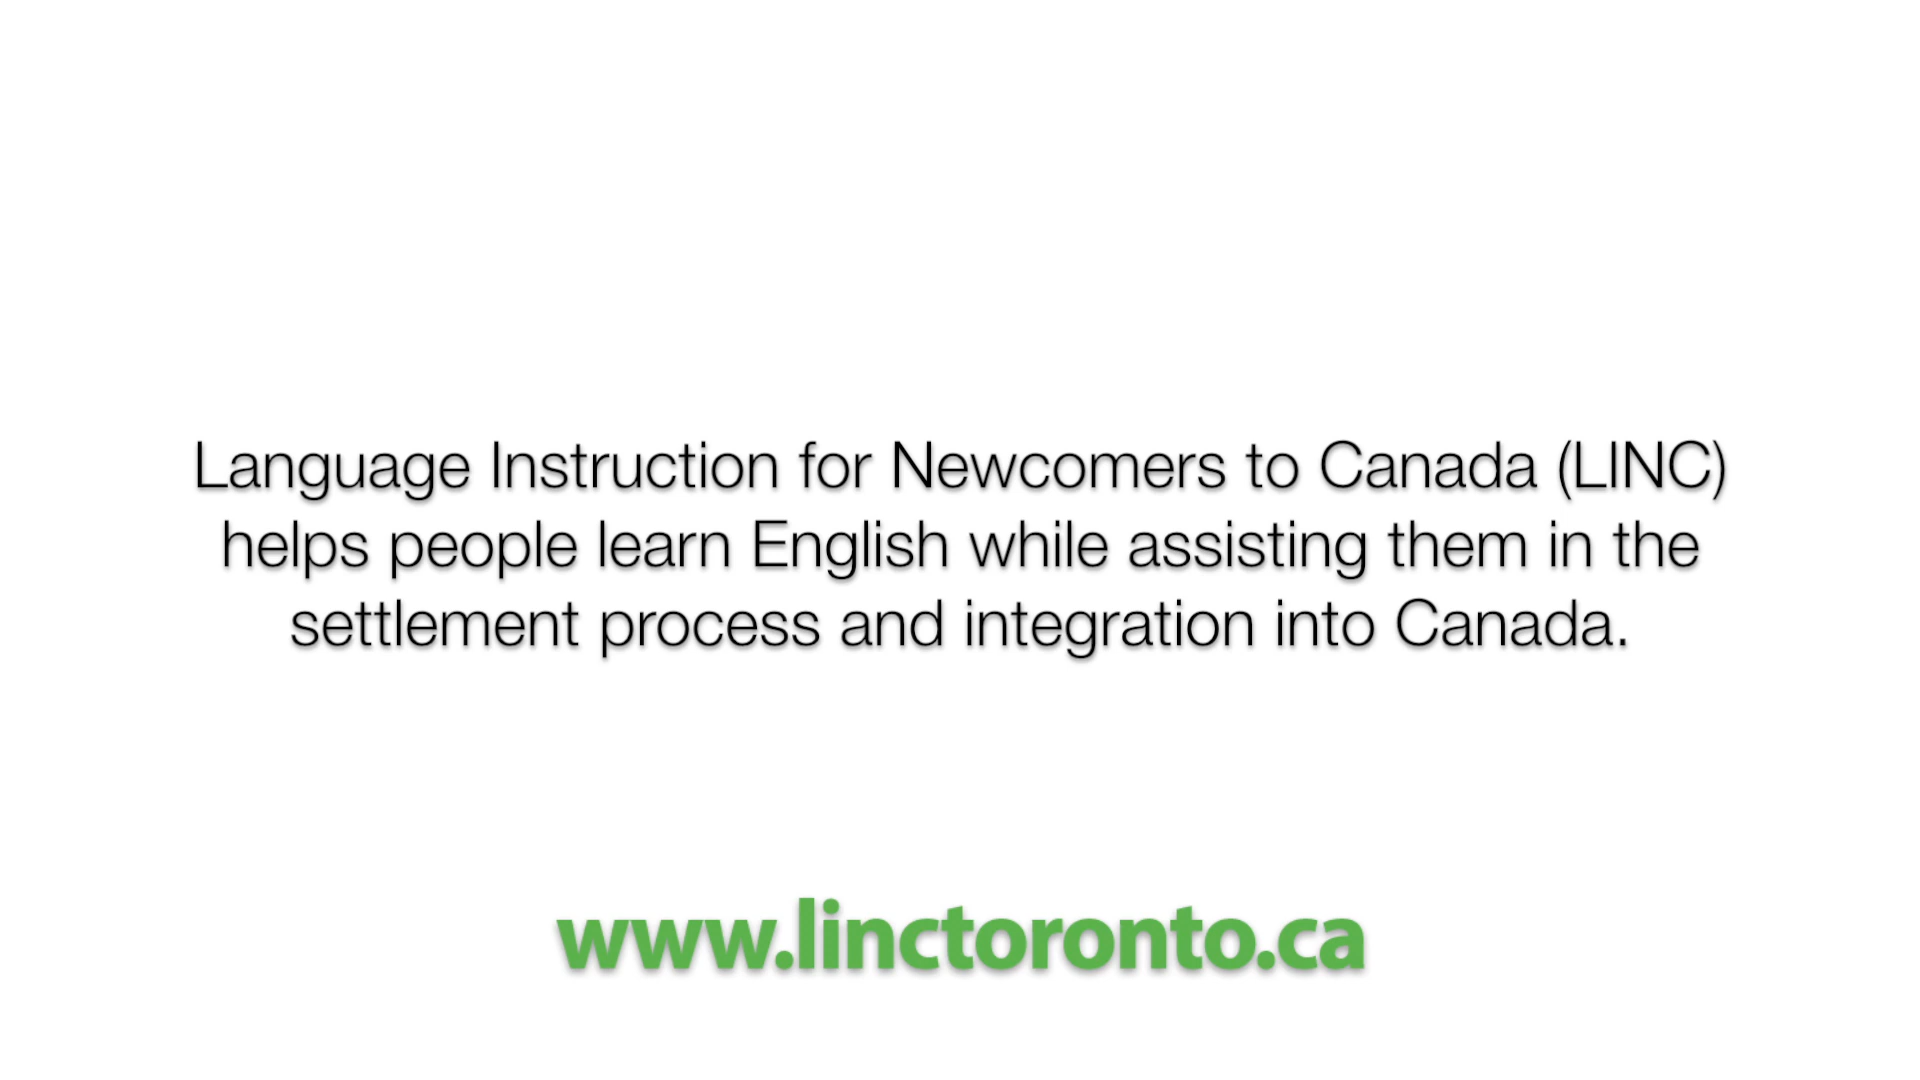 Language Instruction for Newcomers to Canada (LINC)
helps people learn English while assisting them in the
settlement process and integration into Canada.
www.linctoronto.ca